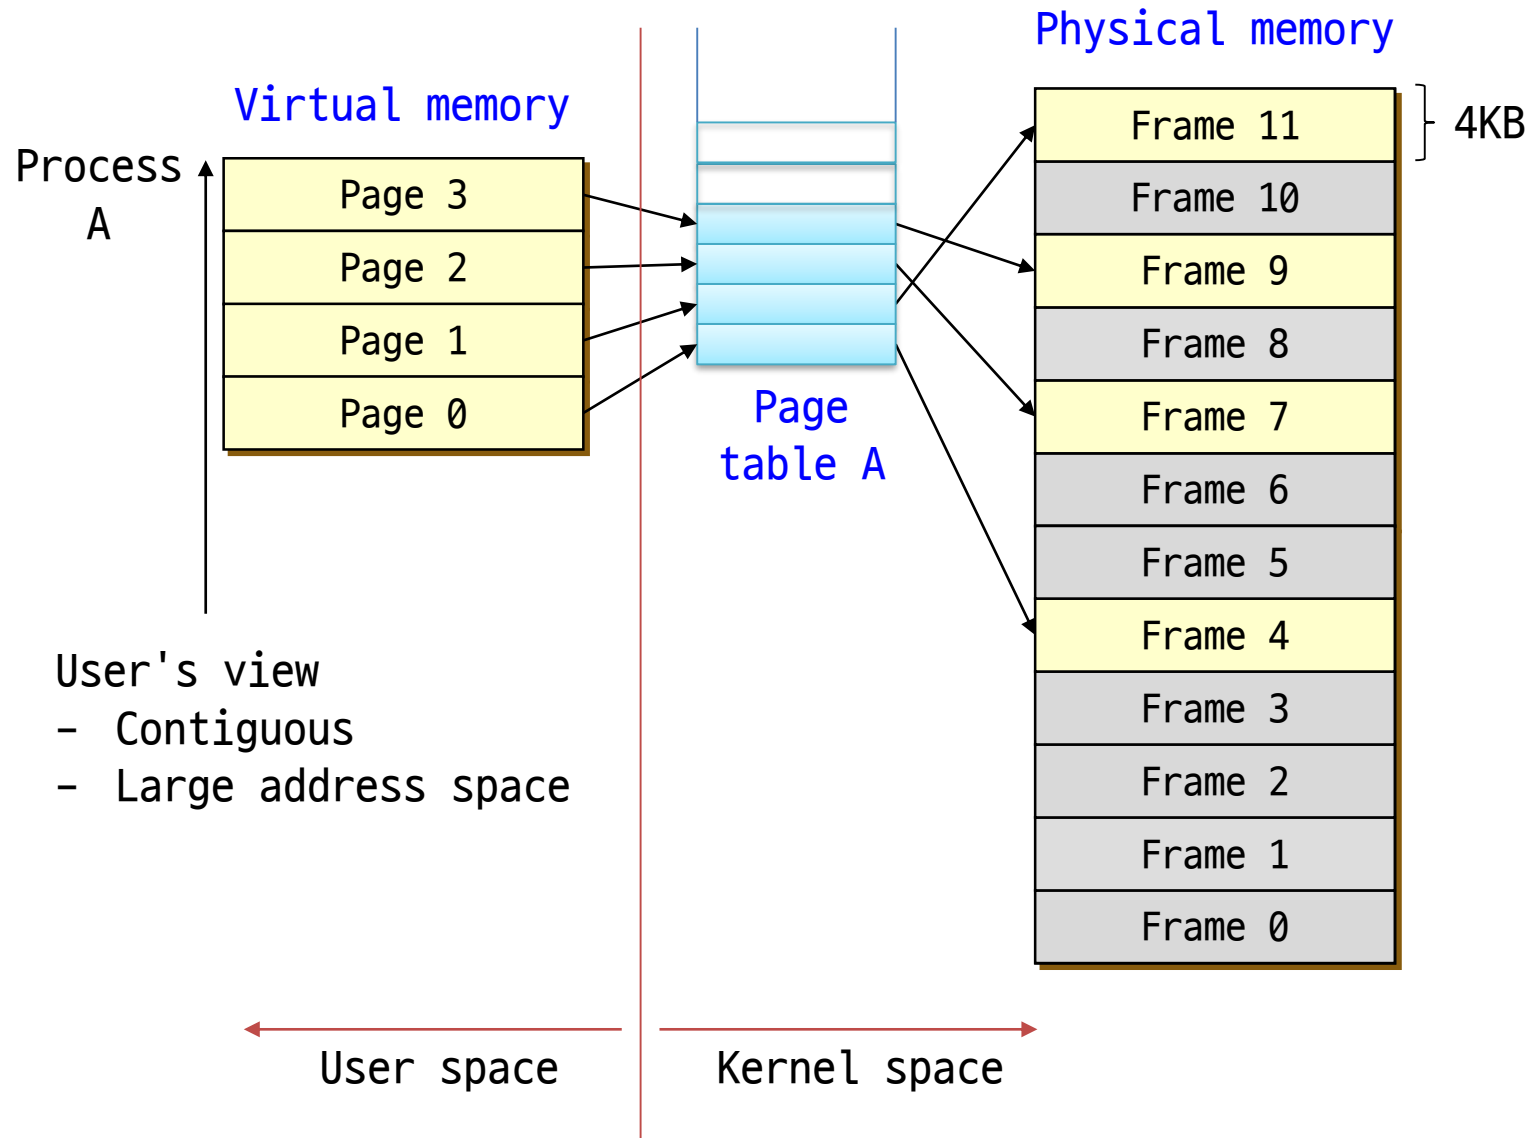 Physical memory
Virtual memory
Process
A
Page 3
Page 2
Page 1
Page 0
Page
table A
Frame 11
4KB
Frame 10
Frame 9
Frame 8
Frame 7
Frame 6
Frame 5
Frame 4
Frame 3
Frame 2
Frame 1
Frame 0
User's view
- Contiguous
- Large address space
User space
Kernel space